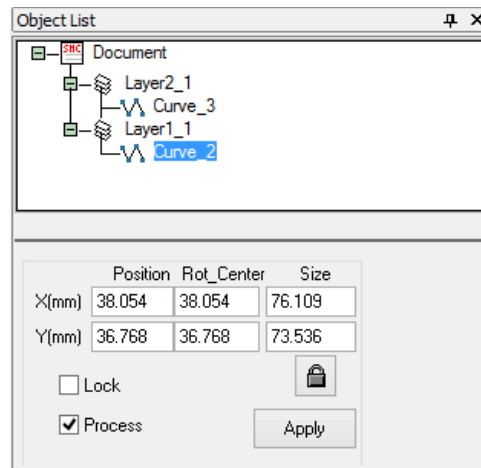 Object List
SMC Document
Layer2_1
Curve_3
Layer1_1
Curve_2
Position Rot_Center Size
X(mm) 38.054 38.054 76.109
Y(mm) 36.768 36.768 73.536
Lock
Process Apply